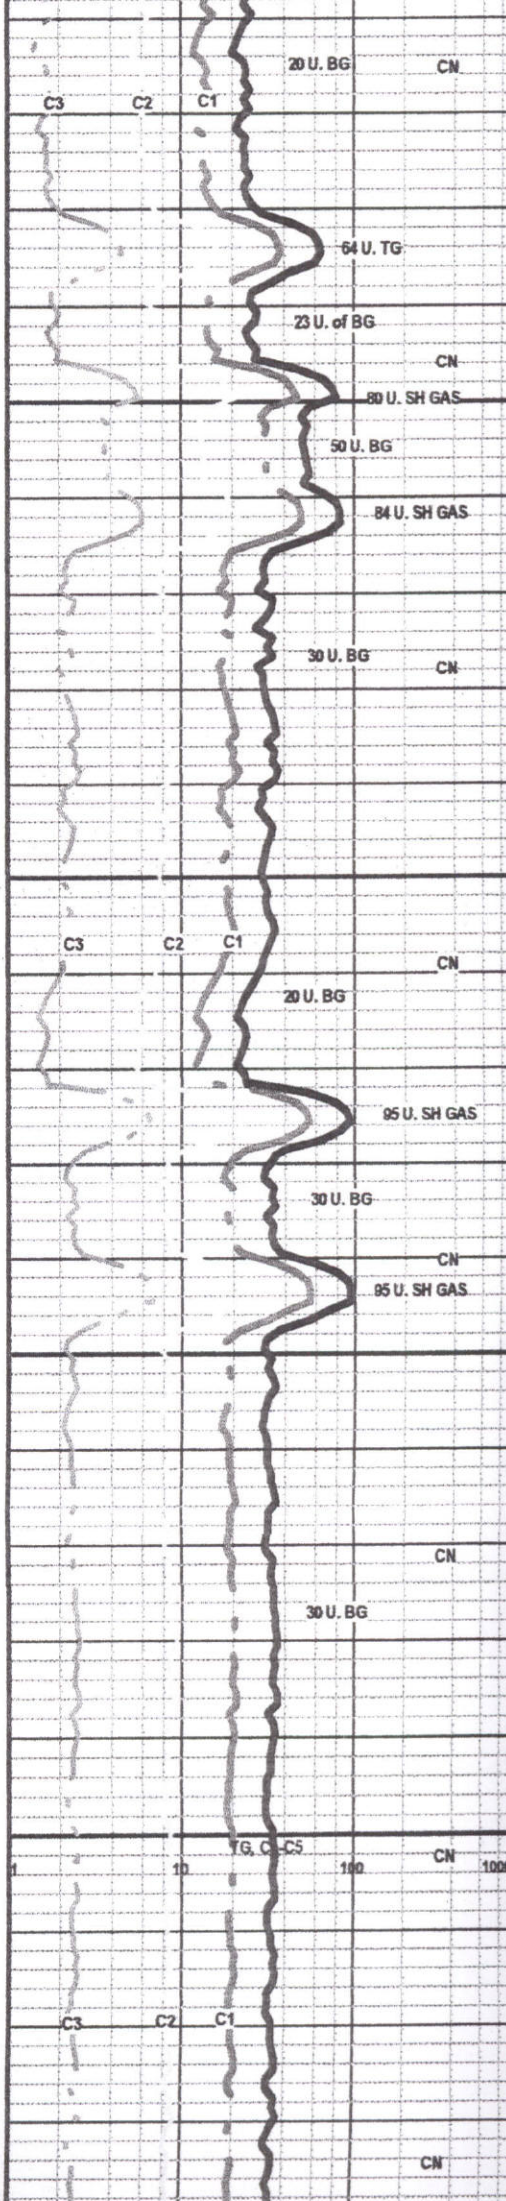 20 U. BG CN
C3 C2 C1
64 U. TG
23 U. of BG
CN
80 U. SH GAS
50 U. BG
84 U. SH GAS
30 U. BG
CN
C3 C2 C1
CN
20 U. BG
95 U. SH GAS
30 U. BG
CN
95 U. SH GAS
CN
30 U. BG
TG, C -C5
CN
1 10 100 1000
C3 C2 C1
CN